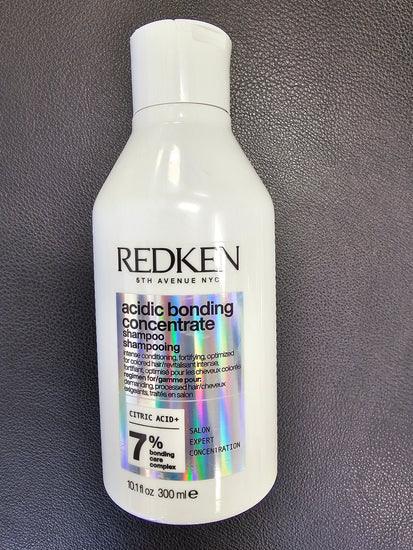 REDKEN
5TH AVENUE NYC
acidic bonding
concentrate
shampoo
shampooing
intense conditioning, fortifying, optimized
for colored hair/revitalisant intense,
fortifiant, optimisé pour les cheveux colorés
regimen for/gamme pour:
demanding, processed hair/cheveux
exigeants, traités en salon
CITRIC ACID+
7%
bonding
care
complex
SALON
EXPERT
CONCENTRATION
10.1 fl oz 300 ml e